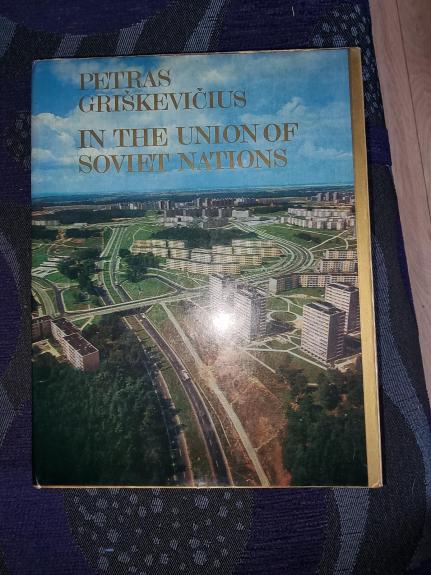 PETRAS
GRIŠKEVIČIUS
IN THE UNION OF
SOVIET NATIONS